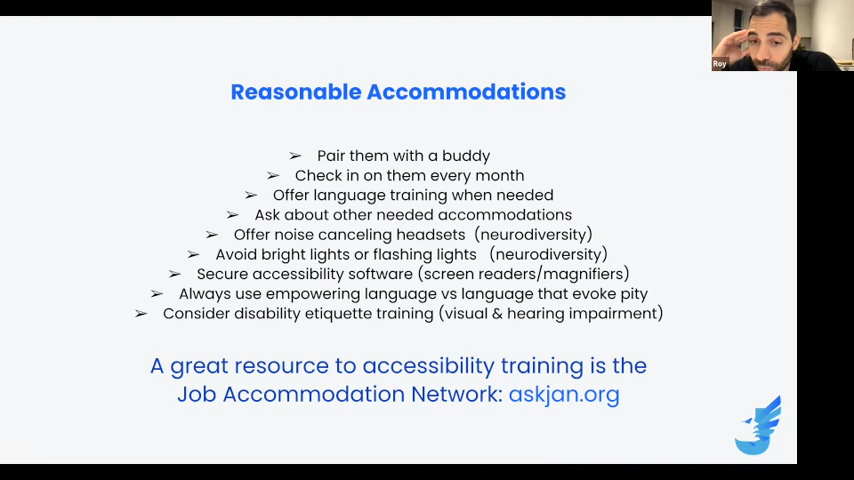 Roy
Reasonable Accommodations
➢ Pair them with a buddy
➢ Check in on them every month
➢ Offer language training when needed
➢ Ask about other needed accommodations
➢ Offer noise canceling headsets (neurodiversity)
➢ Avoid bright lights or flashing lights (neurodiversity)
➢ Secure accessibility software (screen readers/magnifiers)
➢ Always use empowering language vs language that evoke pity
➢ Consider disability etiquette training (visual & hearing impairment)
A great resource to accessibility training is the
Job Accommodation Network: askjan.org